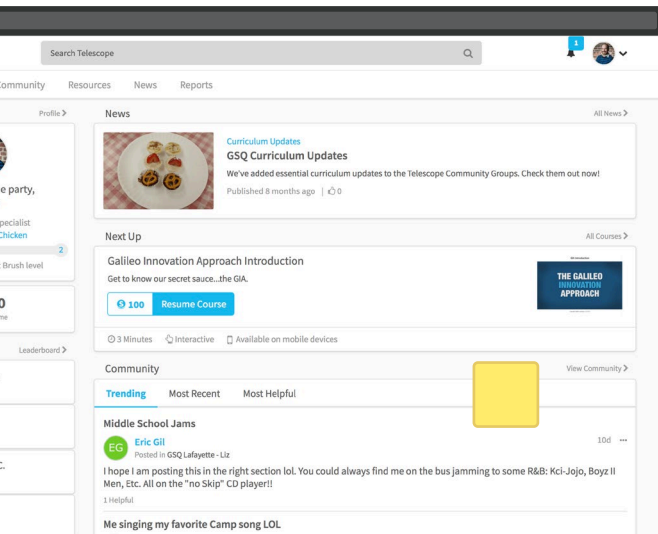 Search Telescope
1
Community Resources News Reports
Profile
News
All News
Curriculum Updates
GSQ Curriculum Updates
We've added essential curriculum updates to the Telescope Community Groups. Check them out now!
Published 8 months ago | 0
e party,
pecialist
Chicken
2
Brush level
Next Up
All Courses
Galileo Innovation Approach Introduction
Get to know our secret sauce...the GIA.
100 Resume Course
THE GALILEO
INNOVATION
APPROACH
3 Minutes Interactive Available on mobile devices
0
me
Leaderboard
Community
View Community
Trending Most Recent Most Helpful
Middle School Jams
EG
Eric Gil
10d ...
Posted in GSQ Lafayette - Liz
I hope I am posting this in the right section lol. You could always find me on the bus jamming to some R&B: Kci-Jojo, Boyz II
Men, Etc. All on the "no Skip" CD player!!
1 Helpful
Me singing my favorite Camp song LOL